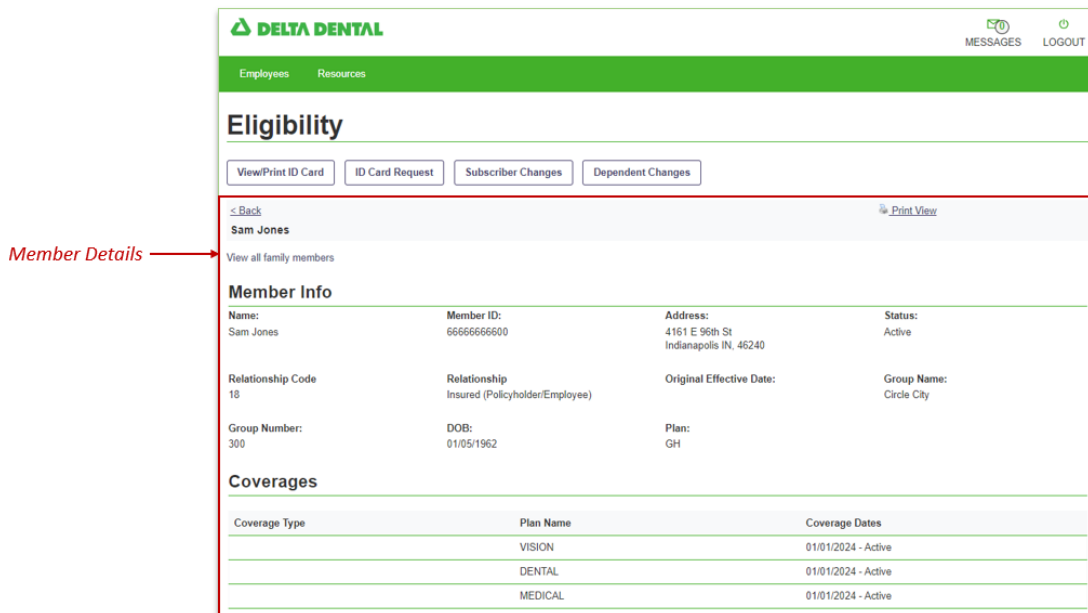 DELTA DENTAL
0
MESSAGES LOGOUT
Employees Resources
Eligibility
View/Print ID Card ID Card Request Subscriber Changes Dependent Changes
< Back Print View
Sam Jones
Member Details
View all family members
Member Info
Name: Member ID: Address: Status:
Sam Jones 66666666600 4161 E 96th St Active
Indianapolis IN, 46240
Relationship Code Relationship Original Effective Date: Group Name:
18 Insured (Policyholder/Employee) Circle City
Group Number: DOB: Plan:
300 01/05/1962 GH
Coverages
Coverage Type Plan Name Coverage Dates
VISION 01/01/2024 - Active
DENTAL 01/01/2024 - Active
MEDICAL 01/01/2024 - Active